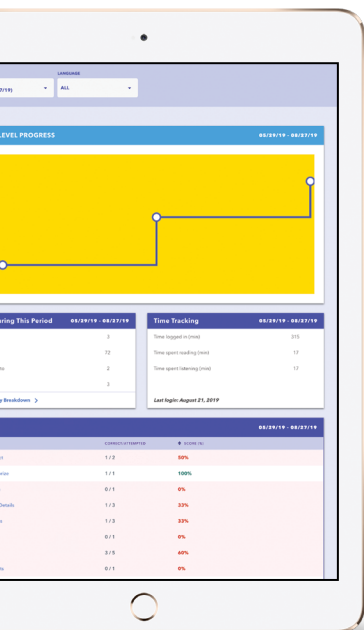 LANGUAGE
7/19)
ALL
LEVEL PROGRESS 05/29/19 - 08/27/19
uring This Period 05/29/19 - 08/27/19
3
72
2
3
y Breakdown >
Time Tracking 05/29/19 - 08/27/19
Time logged in (min) 315
Time spent reading (min) 17
Time spent listening (min) 17
Last login: August 21, 2019
05/29/19 - 08/27/19
CORRECT/ATTEMPTED SCORE (%)
1 / 2 50%
1 / 1 100%
0 / 1 0%
Details 1 / 3 33%
1 / 3 33%
0 / 1 0%
3 / 5 60%
0 / 1 0%